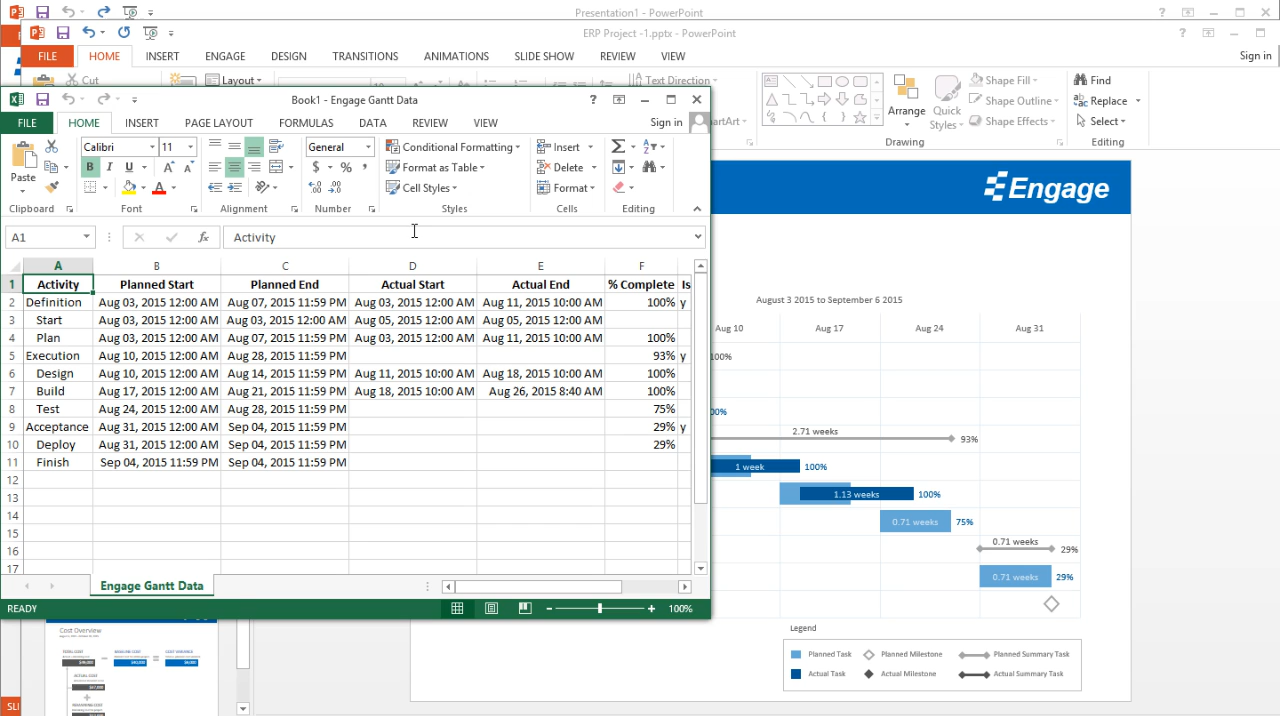 Presentation1 - PowerPoint
ERP Project -1.pptx - PowerPoint
FILE HOME INSERT ENGAGE DESIGN TRANSITIONS ANIMATIONS SLIDE SHOW REVIEW VIEW Sign in
Cut Layout Text Direction Shape Fill Find
Shape Outline Replace
Arrange Quick Styles Shape Effects Select
Drawing Editing
Book1 - Engage Gantt Data
FILE HOME INSERT PAGE LAYOUT FORMULAS DATA REVIEW VIEW Sign in
Calibri 11 General Conditional Formatting Insert
Paste B I U $ % Format as Table Delete
Cell Styles Format
Clipboard Font Alignment Number Styles Cells Editing
A1 fx Activity
A B C D E F
1 Activity Planned Start Planned End Actual Start Actual End % Complete Is
2 Definition Aug 03, 2015 12:00 AM Aug 07, 2015 11:59 PM Aug 03, 2015 12:00 AM Aug 11, 2015 10:00 AM 100% y
3 Start Aug 03, 2015 12:00 AM Aug 03, 2015 12:00 AM Aug 05, 2015 12:00 AM Aug 05, 2015 12:00 AM
4 Plan Aug 03, 2015 12:00 AM Aug 07, 2015 11:59 PM Aug 03, 2015 12:00 AM Aug 11, 2015 10:00 AM 100%
5 Execution Aug 10, 2015 12:00 AM Aug 28, 2015 11:59 PM 93% y
6 Design Aug 10, 2015 12:00 AM Aug 14, 2015 11:59 PM Aug 11, 2015 10:00 AM Aug 18, 2015 10:00 AM 100%
7 Build Aug 17, 2015 12:00 AM Aug 21, 2015 11:59 PM Aug 18, 2015 10:00 AM Aug 26, 2015 8:40 AM 100%
8 Test Aug 24, 2015 12:00 AM Aug 28, 2015 11:59 PM 75%
9 Acceptance Aug 31, 2015 12:00 AM Sep 04, 2015 11:59 PM 29% y
10 Deploy Aug 31, 2015 12:00 AM Sep 04, 2015 11:59 PM 29%
11 Finish Sep 04, 2015 11:59 PM Sep 04, 2015 11:59 PM
12
13
14
15
16
17
Engage Gantt Data
READY 100%
Engage
August 3 2015 to September 6 2015
Aug 10 Aug 17 Aug 24 Aug 31
100%
00%
2.71 weeks 93%
1 week 100%
1.13 weeks 100%
0.71 weeks 75%
0.71 weeks 29%
0.71 weeks 29%
Legend
Planned Task Planned Milestone Planned Summary Task
Actual Task Actual Milestone Actual Summary Task
Cost Overview
SLI